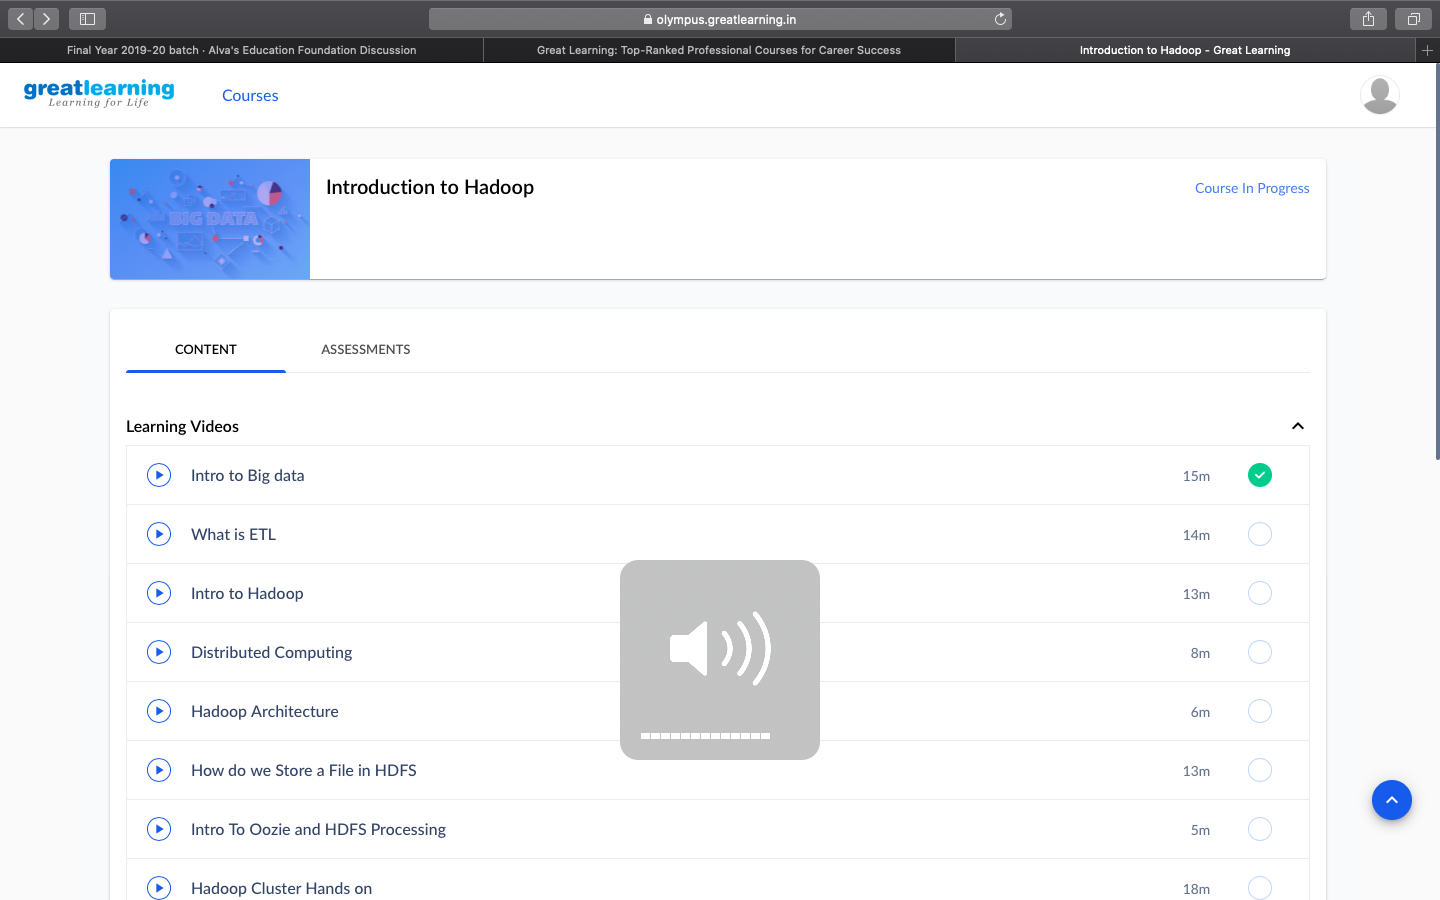 olympus.greatlearning.in
Final Year 2019-20 batch · Alva's Education Foundation Discussion
Great Learning: Top-Ranked Professional Courses for Career Success
Introduction to Hadoop - Great Learning
greatlearning
Learning for Life
Courses
BIG DATA
Introduction to Hadoop
Course In Progress
CONTENT
ASSESSMENTS
Learning Videos
Intro to Big data 15m
What is ETL 14m
Intro to Hadoop 13m
Distributed Computing 8m
Hadoop Architecture 6m
How do we Store a File in HDFS 13m
Intro To Oozie and HDFS Processing 5m
Hadoop Cluster Hands on 18m